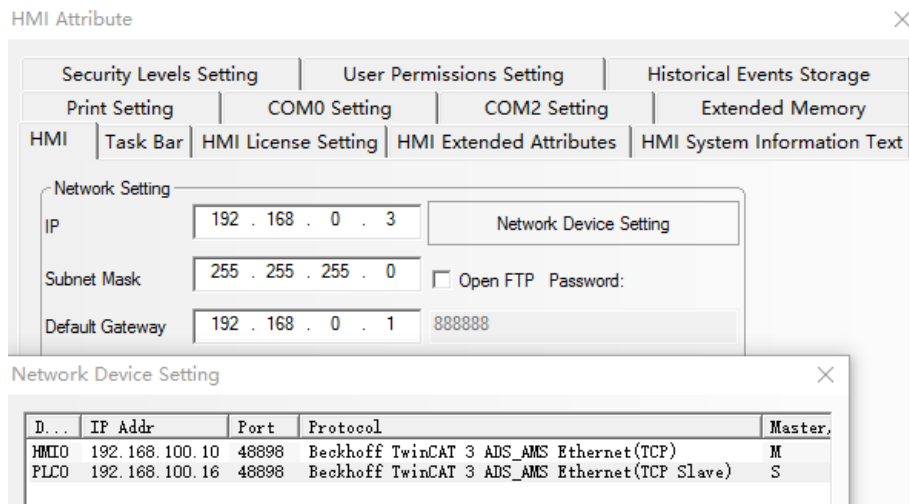 HMI Attribute
Security Levels Setting User Permissions Setting Historical Events Storage
Print Setting COM0 Setting COM2 Setting Extended Memory
HMI Task Bar HMI License Setting HMI Extended Attributes HMI System Information Text
Network Setting
IP 192 . 168 . 0 . 3 Network Device Setting
Subnet Mask 255 . 255 . 255 . 0 Open FTP Password:
Default Gateway 192 . 168 . 0 . 1 888888
Network Device Setting
D... IP Addr Port Protocol Master,
HMI0 192.168.100.10 48898 Beckhoff TwinCAT 3 ADS_AMS Ethernet(TCP) M
PLC0 192.168.100.16 48898 Beckhoff TwinCAT 3 ADS_AMS Ethernet(TCP Slave) S